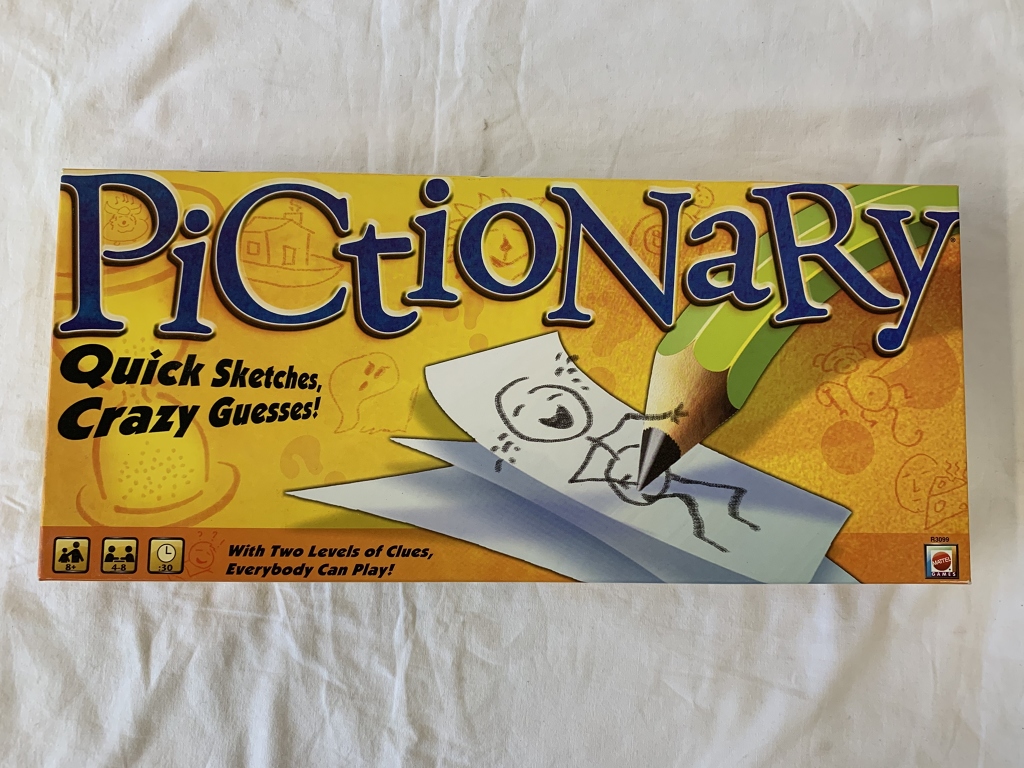 PiCtioNaRy
Quick Sketches,
Crazy Guesses!
With Two Levels of Clues,
Everybody Can Play!
8+
4-8
:30
R3099
MATTEL
GAMES